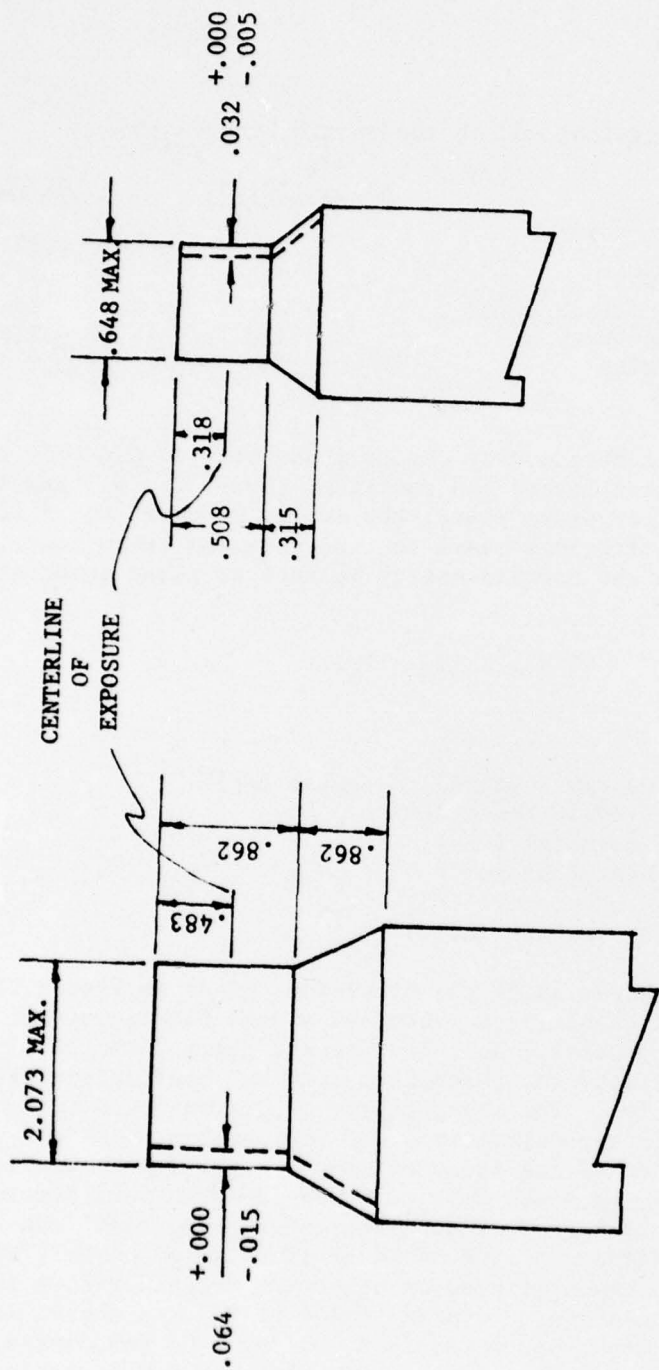 CENTERLINE
OF
EXPOSURE
2.073 MAX.
.483
.862
.862
+.000
.064
-.015
.648 MAX.
.318
.508
.315
+.000
.032
-.005